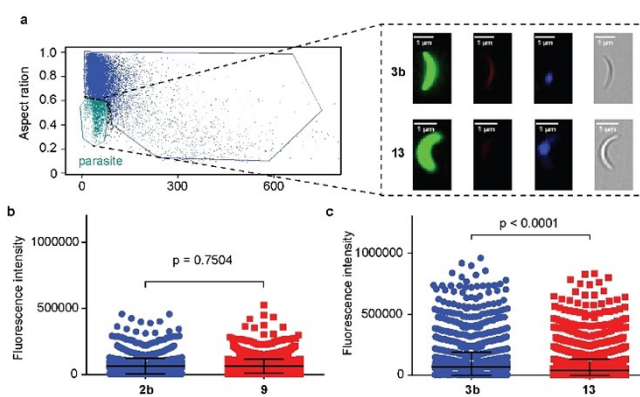 a
1.0
0.8
0.6
0.4
0.2
0
Aspect ration
parasite
0 300 600
3b
1 µm 1 µm 1 µm 1 µm
13
1 µm 1 µm 1 µm 1 µm
b
Fluorescence intensity
1000000
500000
0
p = 0.7504
2b 9
c
Fluorescence intensity
1000000
500000
0
p < 0.0001
3b 13